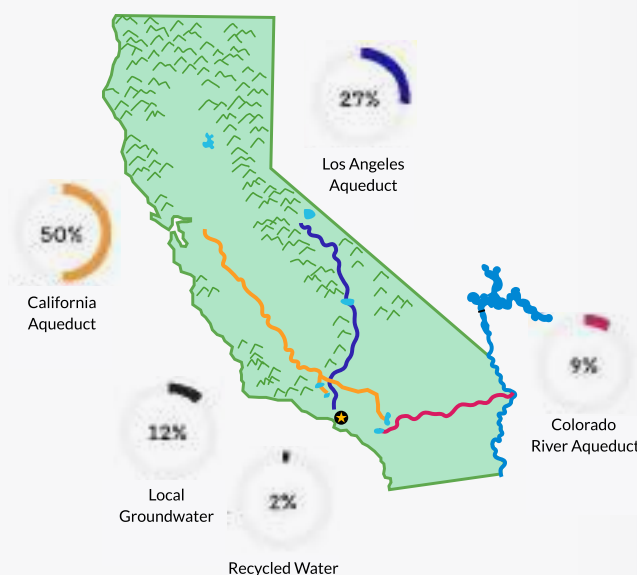 27%
Los Angeles
Aqueduct
50%
California
Aqueduct
9%
Colorado
River Aqueduct
12%
Local
Groundwater
2%
Recycled Water